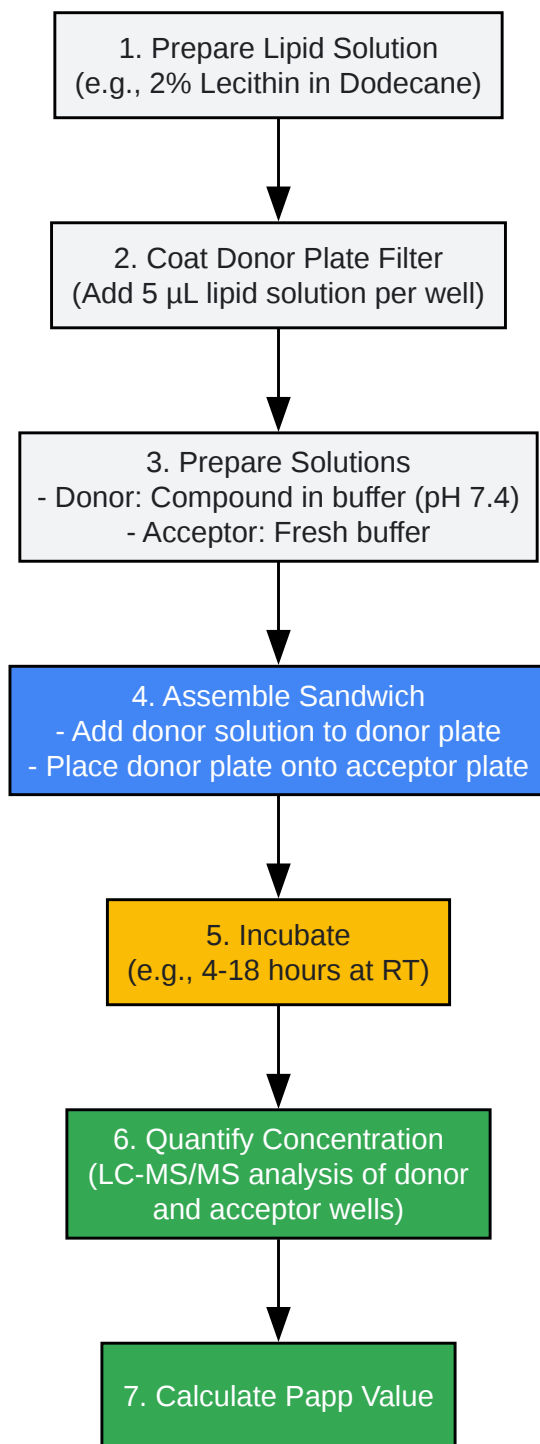 1. Prepare Lipid Solution
(e.g., 2% Lecithin in Dodecane)
2. Coat Donor Plate Filter
(Add 5 µL lipid solution per well)
3. Prepare Solutions
- Donor: Compound in buffer (pH 7.4)
- Acceptor: Fresh buffer
4. Assemble Sandwich
- Add donor solution to donor plate
- Place donor plate onto acceptor plate
5. Incubate
(e.g., 4-18 hours at RT)
6. Quantify Concentration
(LC-MS/MS analysis of donor
and acceptor wells)
7. Calculate Papp Value